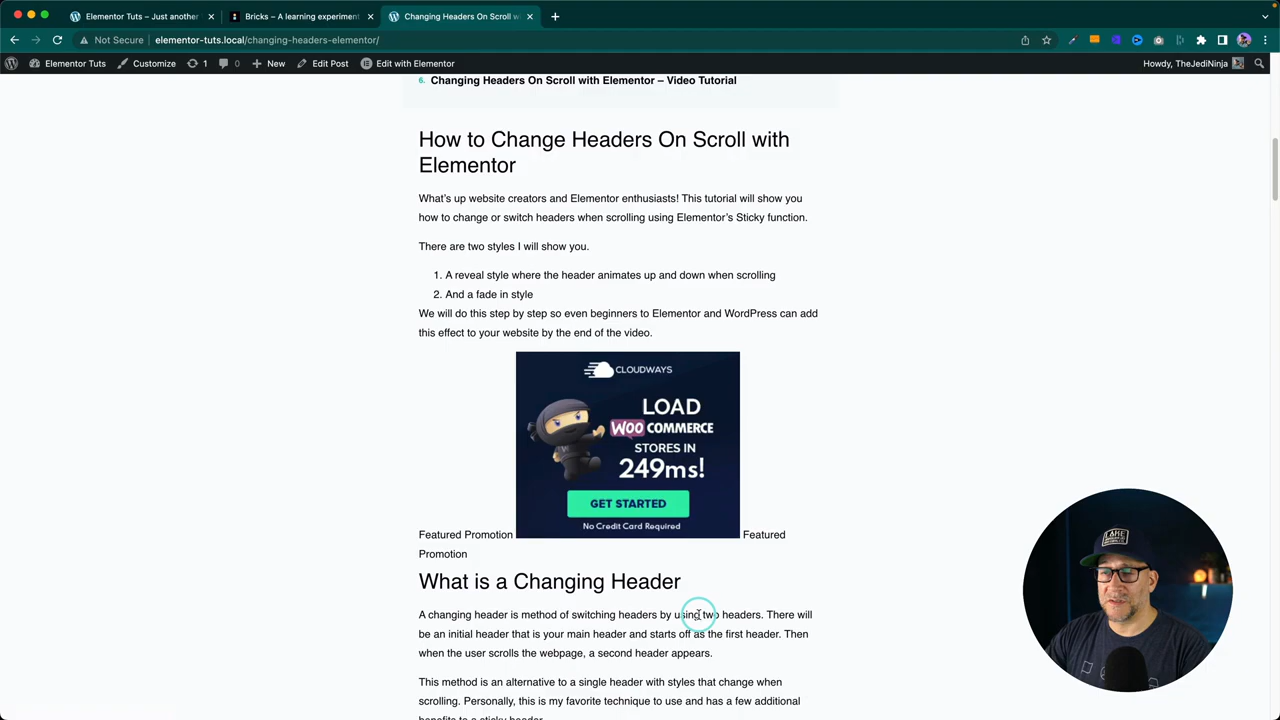 Elementor Tuts – Just another
Bricks – A learning experiment
Changing Headers On Scroll wi
Not Secure
elementor-tuts.local/changing-headers-elementor/
Elementor Tuts
Customize
1
0
New
Edit Post
Edit with Elementor
Howdy, TheJediNinja
6. Changing Headers On Scroll with Elementor – Video Tutorial
How to Change Headers On Scroll with
Elementor
What's up website creators and Elementor enthusiasts! This tutorial will show you
how to change or switch headers when scrolling using Elementor's Sticky function.
There are two styles I will show you.
1. A reveal style where the header animates up and down when scrolling
2. And a fade in style
We will do this step by step so even beginners to Elementor and WordPress can add
this effect to your website by the end of the video.
CLOUDWAYS
LOAD
WOO COMMERCE
STORES IN
249ms!
GET STARTED
No Credit Card Required
Featured Promotion
Featured
Promotion
What is a Changing Header
A changing header is method of switching headers by using two headers. There will
be an initial header that is your main header and starts off as the first header. Then
when the user scrolls the webpage, a second header appears.
This method is an alternative to a single header with styles that change when
scrolling. Personally, this is my favorite technique to use and has a few additional
benefits to a sticky header.